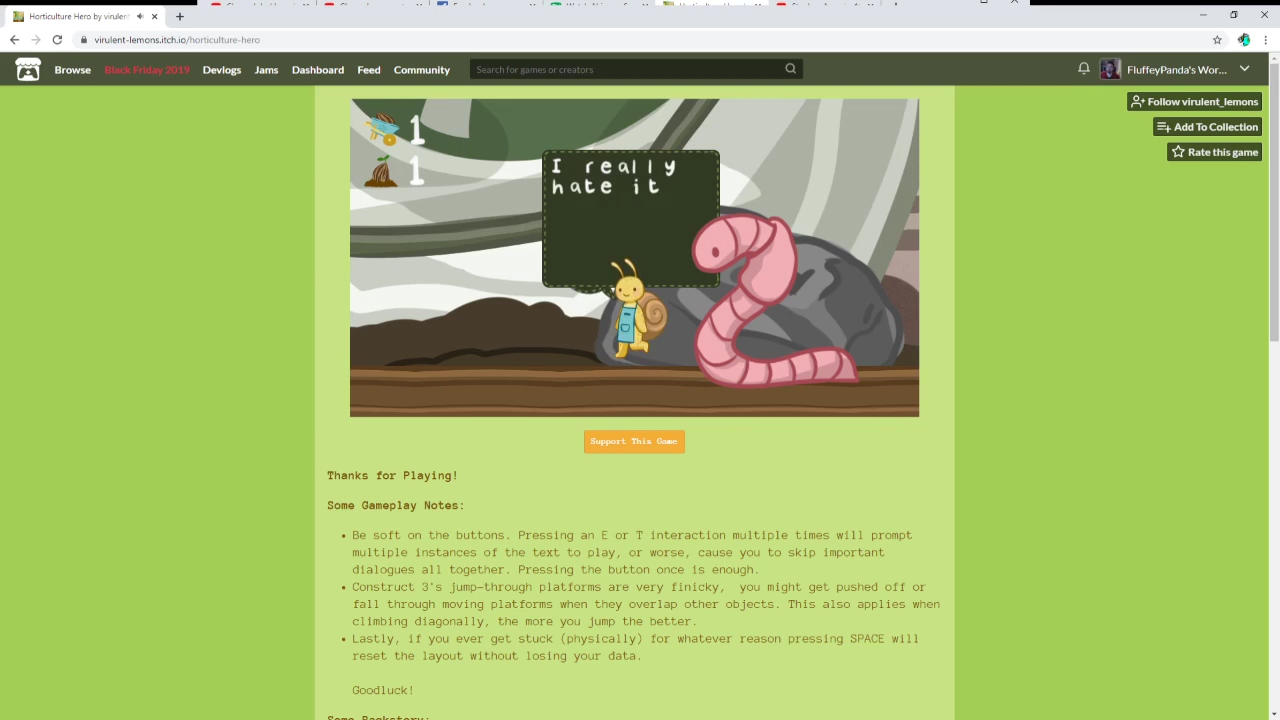 Horticulture Hero by virulent
virulent-lemons.itch.io/horticulture-hero
Browse
Black Friday 2019
Devlogs
Jams
Dashboard
Feed
Community
Search for games or creators
FluffeyPanda's Wor...
Follow virulent_lemons
Add To Collection
Rate this game
1
1
I really
hate it
Support This Game
Thanks for Playing!
Some Gameplay Notes:
• Be soft on the buttons. Pressing an E or T interaction multiple times will prompt
multiple instances of the text to play, or worse, cause you to skip important
dialogues all together. Pressing the button once is enough.
• Construct 3's jump-through platforms are very finicky, you might get pushed off or
fall through moving platforms when they overlap other objects. This also applies when
climbing diagonally, the more you jump the better.
• Lastly, if you ever get stuck (physically) for whatever reason pressing SPACE will
reset the layout without losing your data.
Goodluck!
Some Backstory: